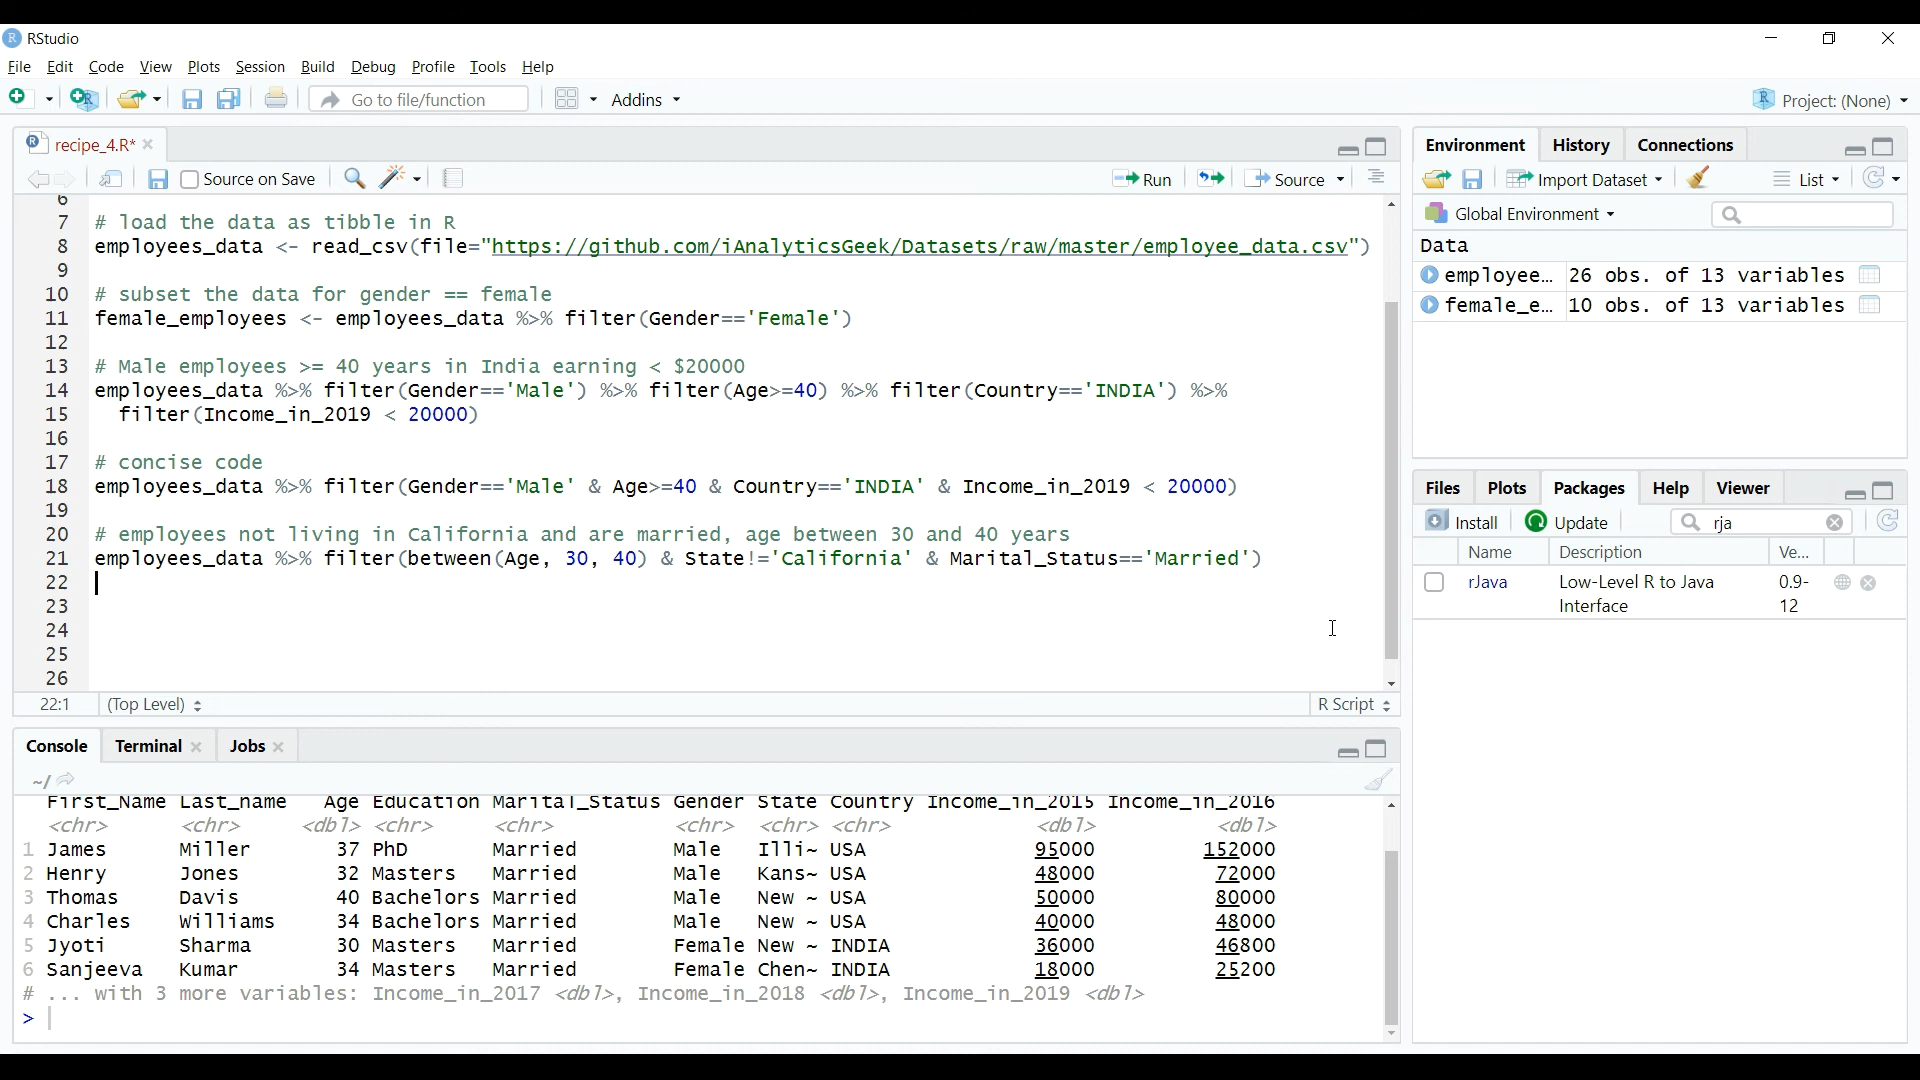 RStudio
File Edit Code View Plots Session Build Debug Profile Tools Help
Go to file/function Addins Project: (None)
recipe_4.R*
Source on Save Run Source
6
7 # load the data as tibble in R
8 employees_data <- read_csv(file="https://github.com/iAnalyticsGeek/Datasets/raw/master/employee_data.csv")
9
10 # subset the data for gender == female
11 female_employees <- employees_data %>% filter(Gender=='Female')
12
13 # Male employees >= 40 years in India earning < $20000
14 employees_data %>% filter(Gender=='Male') %>% filter(Age>=40) %>% filter(Country=='INDIA') %>%
15 filter(Income_in_2019 < 20000)
16
17 # concise code
18 employees_data %>% filter(Gender=='Male' & Age>=40 & Country=='INDIA' & Income_in_2019 < 20000)
19
20 # employees not living in California and are married, age between 30 and 40 years
21 employees_data %>% filter(between(Age, 30, 40) & State!='California' & Marital_Status=='Married')
22
23
24
25
26
22:1 (Top Level) R Script
Console Terminal Jobs
~/
First_Name Last_name Age Education Marital_Status Gender State Country Income_in_2015 Income_in_2016
<chr> <chr> <dbl> <chr> <chr> <chr> <chr> <chr> <dbl> <dbl>
1 James Miller 37 PhD Married Male Illi~ USA 95000 152000
2 Henry Jones 32 Masters Married Male Kans~ USA 48000 72000
3 Thomas Davis 40 Bachelors Married Male New ~ USA 50000 80000
4 Charles Williams 34 Bachelors Married Male New ~ USA 40000 48000
5 Jyoti Sharma 30 Masters Married Female New ~ INDIA 36000 46800
6 Sanjeeva Kumar 34 Masters Married Female Chen~ INDIA 18000 25200
# ... with 3 more variables: Income_in_2017 <dbl>, Income_in_2018 <dbl>, Income_in_2019 <dbl>
>
Environment History Connections
Import Dataset List
Global Environment
Data
employee... 26 obs. of 13 variables
female_e... 10 obs. of 13 variables
Files Plots Packages Help Viewer
Install Update rja
Name Description Ve...
rJava Low-Level R to Java 0.9-
Interface 12